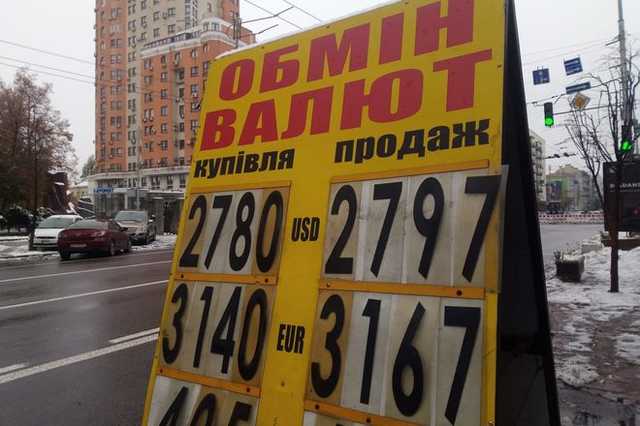 ОБМІН
ВАЛЮТ
купівля продаж
2780 USD 2797
3140 EUR 3167